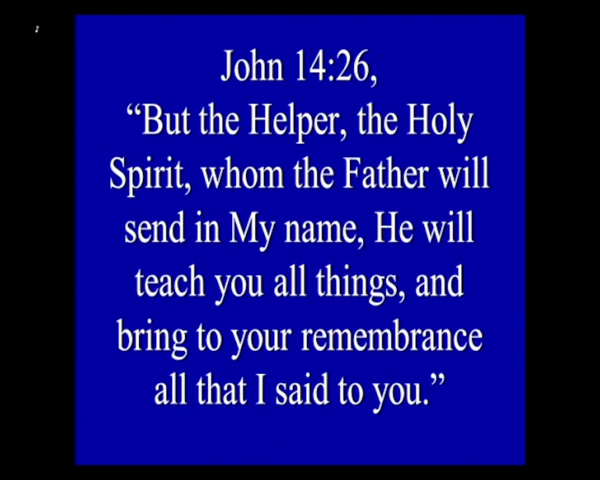 John 14:26,
“But the Helper, the Holy
Spirit, whom the Father will
send in My name, He will
teach you all things, and
bring to your remembrance
all that I said to you.”